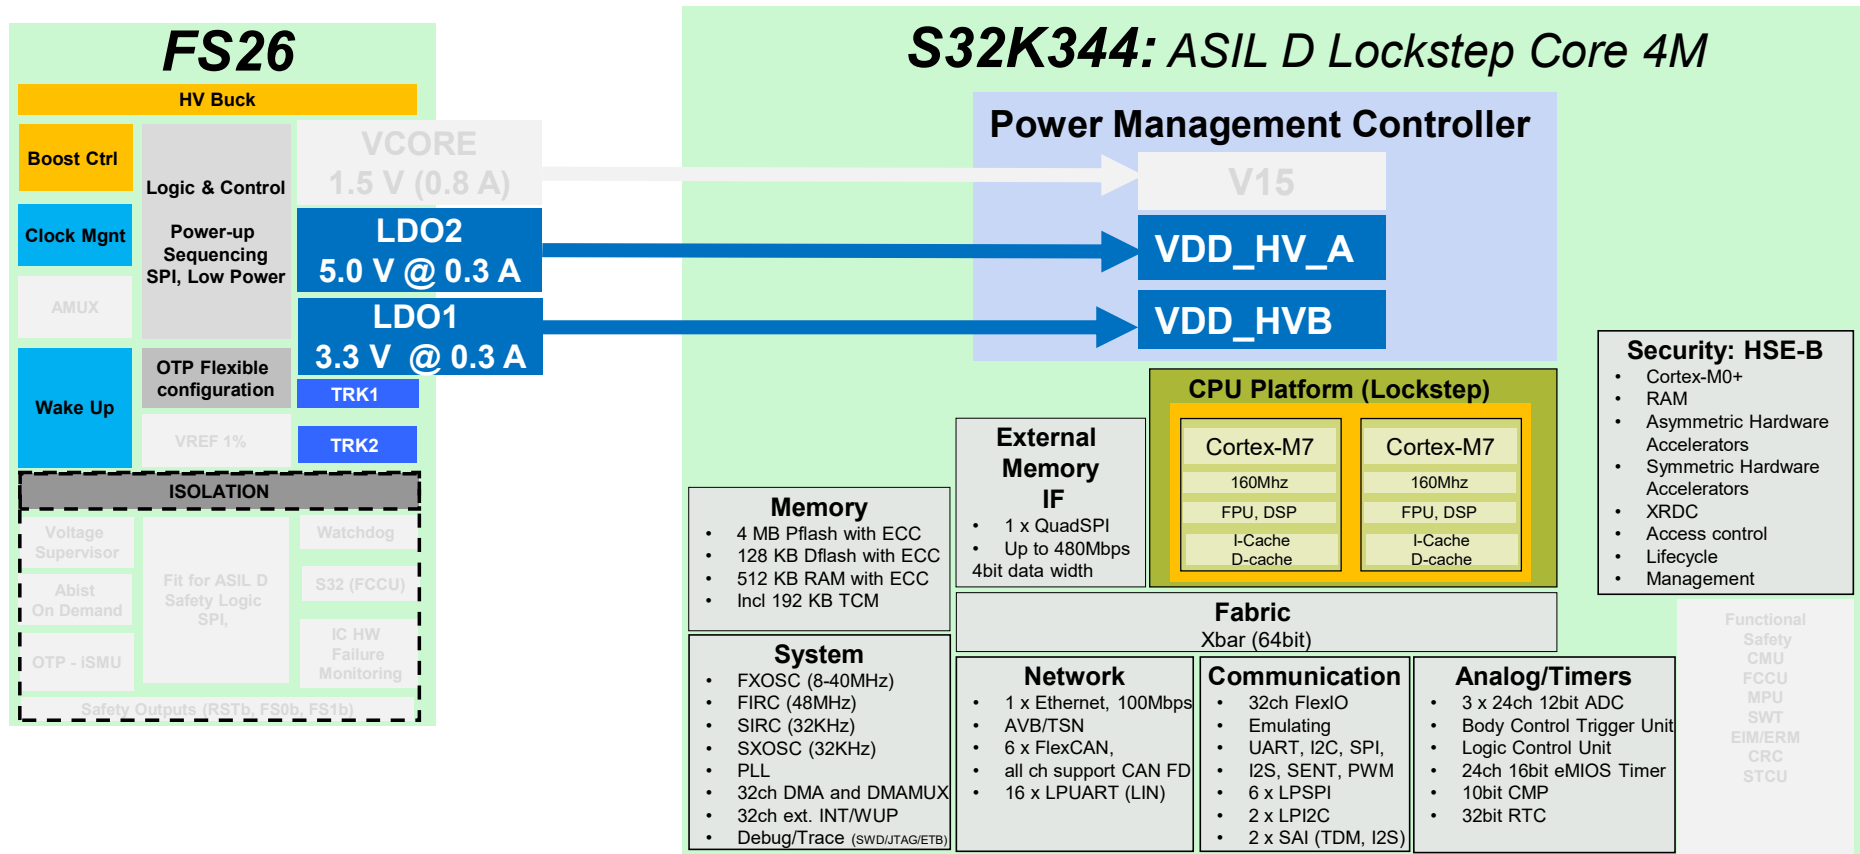 FS26
HV Buck
Boost Ctrl
Clock Mgnt
AMUX
Wake Up
Logic & Control
Power-up
Sequencing
SPI, Low Power
OTP Flexible
configuration
VREF 1%
VCORE
1.5 V (0.8 A)
LDO2
5.0 V @ 0.3 A
LDO1
3.3 V @ 0.3 A
TRK1
TRK2
ISOLATION
Voltage
Supervisor
Abist
On Demand
OTP - iSMU
Fit for ASIL D
Safety Logic
SPI,
Watchdog
S32 (FCCU)
IC HW
Failure
Monitoring
Safety Outputs (RSTb, FS0b, FS1b)
S32K344: ASIL D Lockstep Core 4M
Power Management Controller
V15
VDD_HV_A
VDD_HVB
CPU Platform (Lockstep)
Cortex-M7
160Mhz
FPU, DSP
I-Cache
D-cache
Cortex-M7
160Mhz
FPU, DSP
I-Cache
D-cache
Security: HSE-B
• Cortex-M0+
• RAM
• Asymmetric Hardware
Accelerators
• Symmetric Hardware
Accelerators
• XRDC
• Access control
• Lifecycle
• Management
External
Memory
IF
• 1 x QuadSPI
• Up to 480Mbps
4bit data width
Memory
• 4 MB Pflash with ECC
• 128 KB Dflash with ECC
• 512 KB RAM with ECC
• Incl 192 KB TCM
Fabric
Xbar (64bit)
System
• FXOSC (8-40MHz)
• FIRC (48MHz)
• SIRC (32KHz)
• SXOSC (32KHz)
• PLL
• 32ch DMA and DMAMUX
• 32ch ext. INT/WUP
• Debug/Trace (SWD/JTAG/ETB)
Network
• 1 x Ethernet, 100Mbps
• AVB/TSN
• 6 x FlexCAN,
• all ch support CAN FD
• 16 x LPUART (LIN)
Communication
• 32ch FlexIO
• Emulating
• UART, I2C, SPI,
• I2S, SENT, PWM
• 6 x LPSPI
• 2 x LPI2C
• 2 x SAI (TDM, I2S)
Analog/Timers
• 3 x 24ch 12bit ADC
• Body Control Trigger Unit
• Logic Control Unit
• 24ch 16bit eMIOS Timer
• 10bit CMP
• 32bit RTC
Functional
Safety
CMU
FCCU
MPU
SWT
EIM/ERM
CRC
STCU